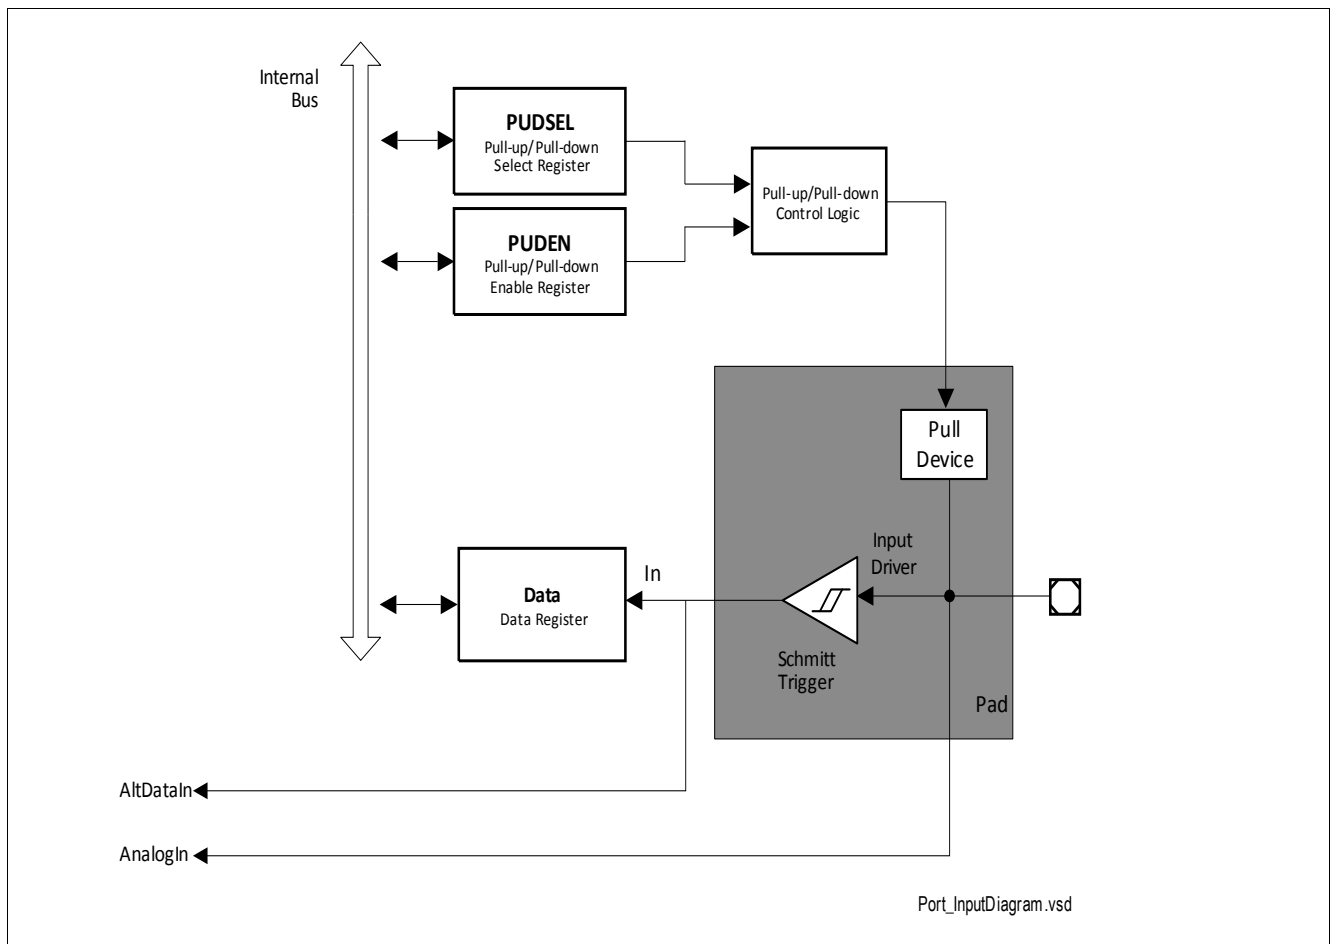 Internal
Bus
PUDSEL
Pull-up/Pull-down
Select Register
Pull-up/Pull-down
Control Logic
PUDEN
Pull-up/Pull-down
Enable Register
Pull
Device
Input
Driver
In
Data
Data Register
Schmitt
Trigger
Pad
AltDataIn
AnalogIn
Port_InputDiagram.vsd